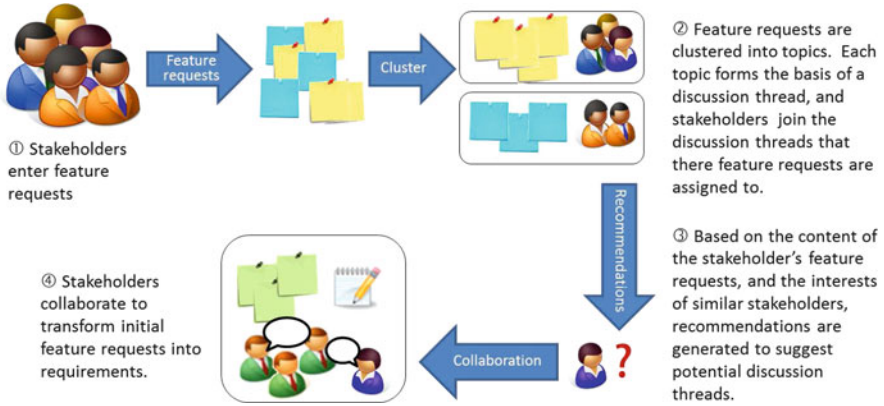 ① Stakeholders
enter feature
requests
Feature
requests
Cluster
② Feature requests are
clustered into topics.  Each
topic forms the basis of a
discussion thread, and
stakeholders  join the
discussion threads that
there feature requests are
assigned to.
Recommendations
③ Based on the content of
the stakeholder’s feature
requests, and the interests
of similar stakeholders,
recommendations are
generated to suggest
potential discussion
threads.
?
Collaboration
④ Stakeholders
collaborate to
transform initial
feature requests into
requirements.